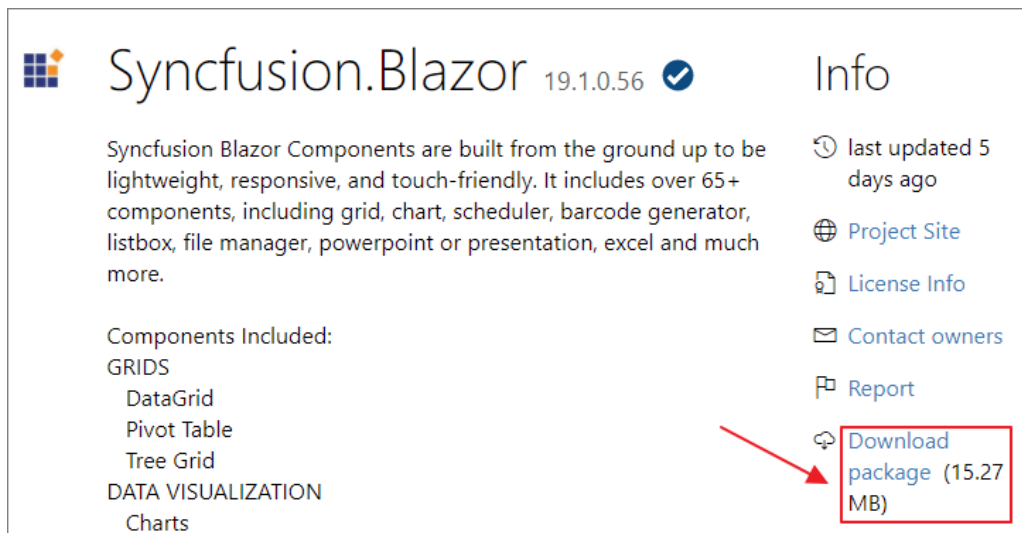 Syncfusion.Blazor 19.1.0.56
Syncfusion Blazor Components are built from the ground up to be
lightweight, responsive, and touch-friendly. It includes over 65+
components, including grid, chart, scheduler, barcode generator,
listbox, file manager, powerpoint or presentation, excel and much
more.
Components Included:
GRIDS
DataGrid
Pivot Table
Tree Grid
DATA VISUALIZATION
Charts
Info
last updated 5
days ago
Project Site
License Info
Contact owners
Report
Download
package (15.27
MB)